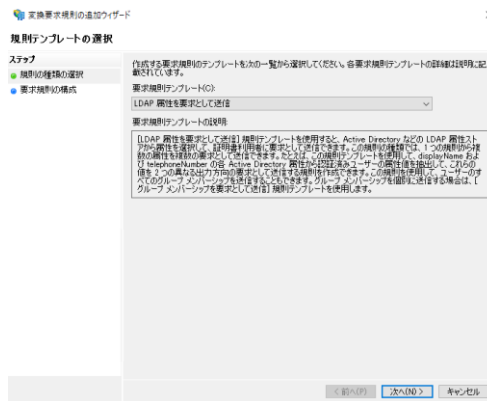 変換要求規則の追加ウィザード
規則テンプレートの選択
ステップ
規則の種類の選択
要求規則の構成
作成する要求規則のテンプレートを次の一覧から選択してください。各要求規則テンプレートの詳細は説明に記
載されています。
要求規則テンプレート(C):
LDAP 属性を要求として送信
要求規則テンプレートの説明:
[LDAP 属性を要求として送信] 規則テンプレートを使用すると、Active Directory などの LDAP 属性スト
アから属性を選択して、証明書利用者に要求として送信できます。この規則の種類では、1 つの規則から複
数の属性を複数の要求として送信できます。たとえば、この規則テンプレートを使用して、displayName およ
び telephoneNumber の各 Active Directory 属性から認証済みユーザーの属性値を抽出して、これらの
値を 2 つの異なる出力方向の要求として送信する規則を作成できます。この規則を使用して、ユーザーのす
べてのグループ メンバーシップを送信することもできます。グループ メンバーシップを個別に送信する場合は、[
グループ メンバーシップを要求として送信] 規則テンプレートを使用します。
< 前へ(P)
次へ(N) >
キャンセル